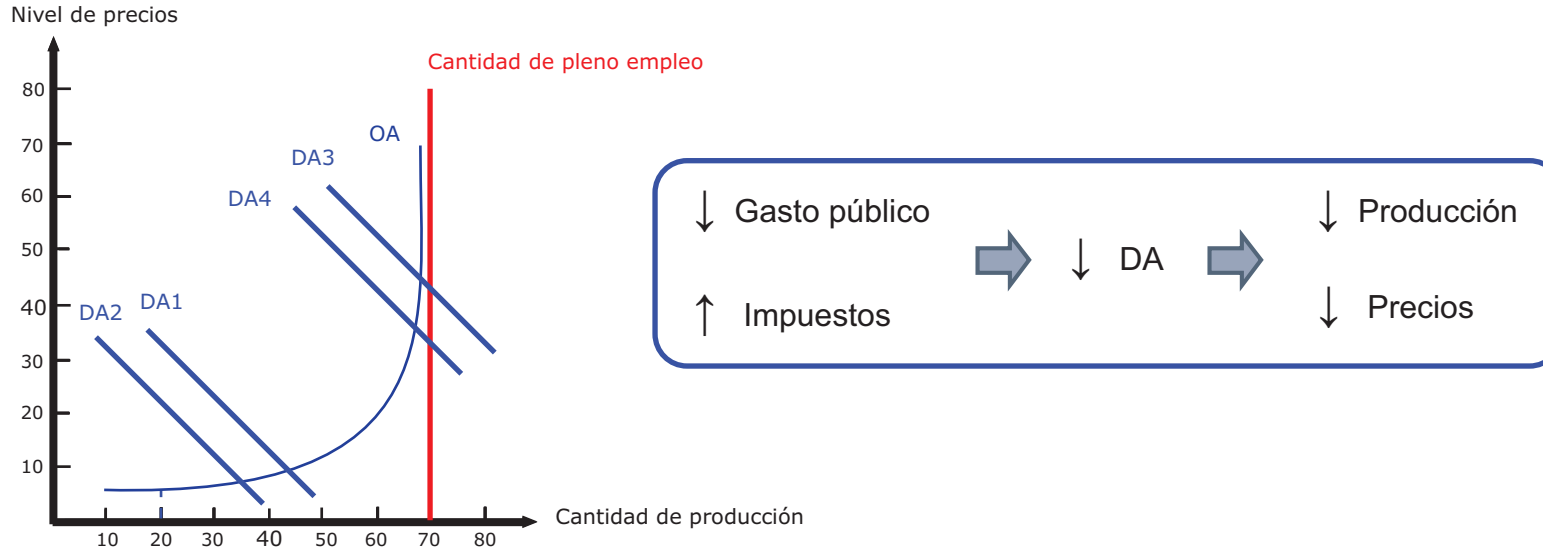 Nivel de precios
Cantidad de pleno empleo
80
70
60
50
40
30
20
10
OA
DA3
DA4
DA1
DA2
10 20 30 40 50 60 70 80
Cantidad de producción
↓ Gasto público
↑ Impuestos
↓ DA
↓ Producción
↓ Precios